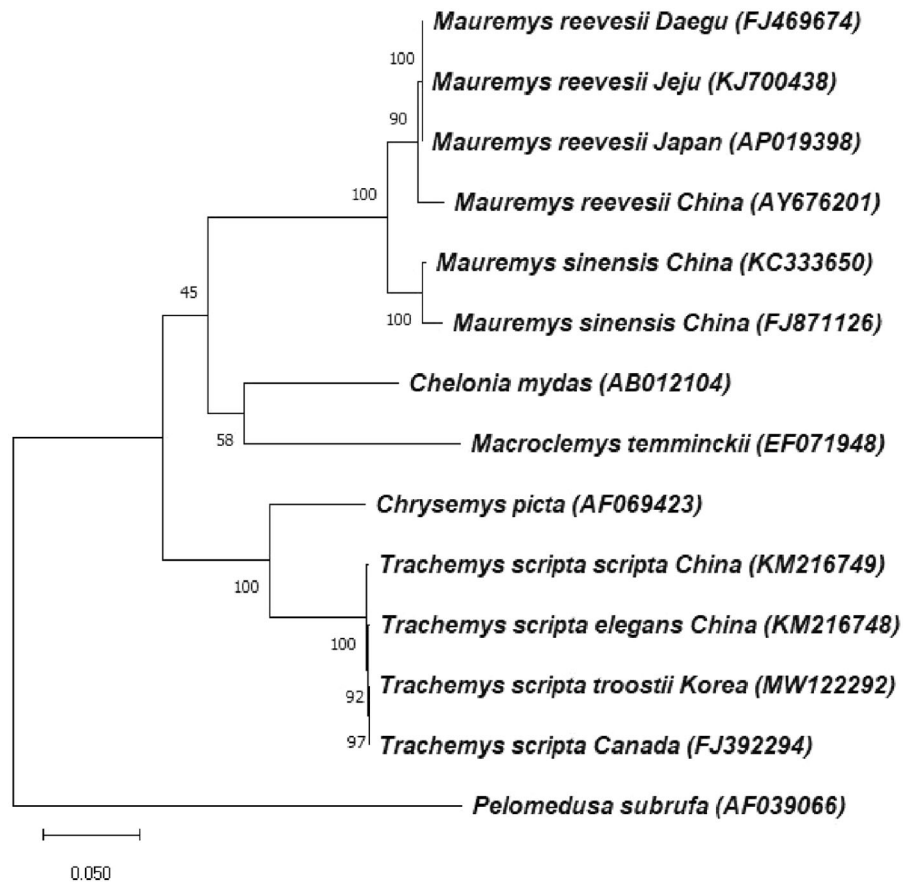 Mauremys reevesii Daegu (FJ469674)
100
Mauremys reevesii Jeju (KJ700438)
90
Mauremys reevesii Japan (AP019398)
100
Mauremys reevesii China (AY676201)
Mauremys sinensis China (KC333650)
45
100
Mauremys sinensis China (FJ871126)
Chelonia mydas (AB012104)
58
Macroclemys temminckii (EF071948)
Chrysemys picta (AF069423)
Trachemys scripta scripta China (KM216749)
100
Trachemys scripta elegans China (KM216748)
100
Trachemys scripta troostii Korea (MW122292)
92
97
Trachemys scripta Canada (FJ392294)
Pelomedusa subrufa (AF039066)
0.050